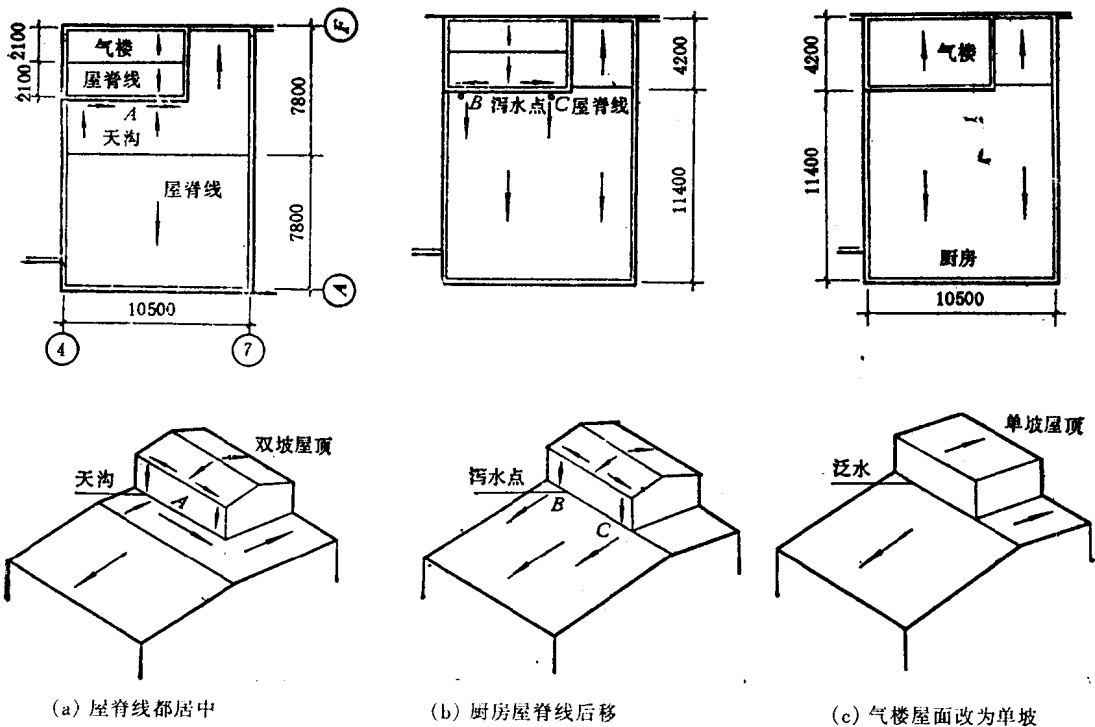 2100
2100
气楼
屋脊线
A
天沟
屋脊线
7800
7800
F
A
10500
4
7
B
泻水点
C
屋脊线
4200
11400
气楼
厨房
4200
11400
10500
双坡屋顶
天沟
A
泻水点
B
C
单坡屋顶
泛水
(a) 屋脊线都居中
(b) 厨房屋脊线后移
(c) 气楼屋面改为单坡